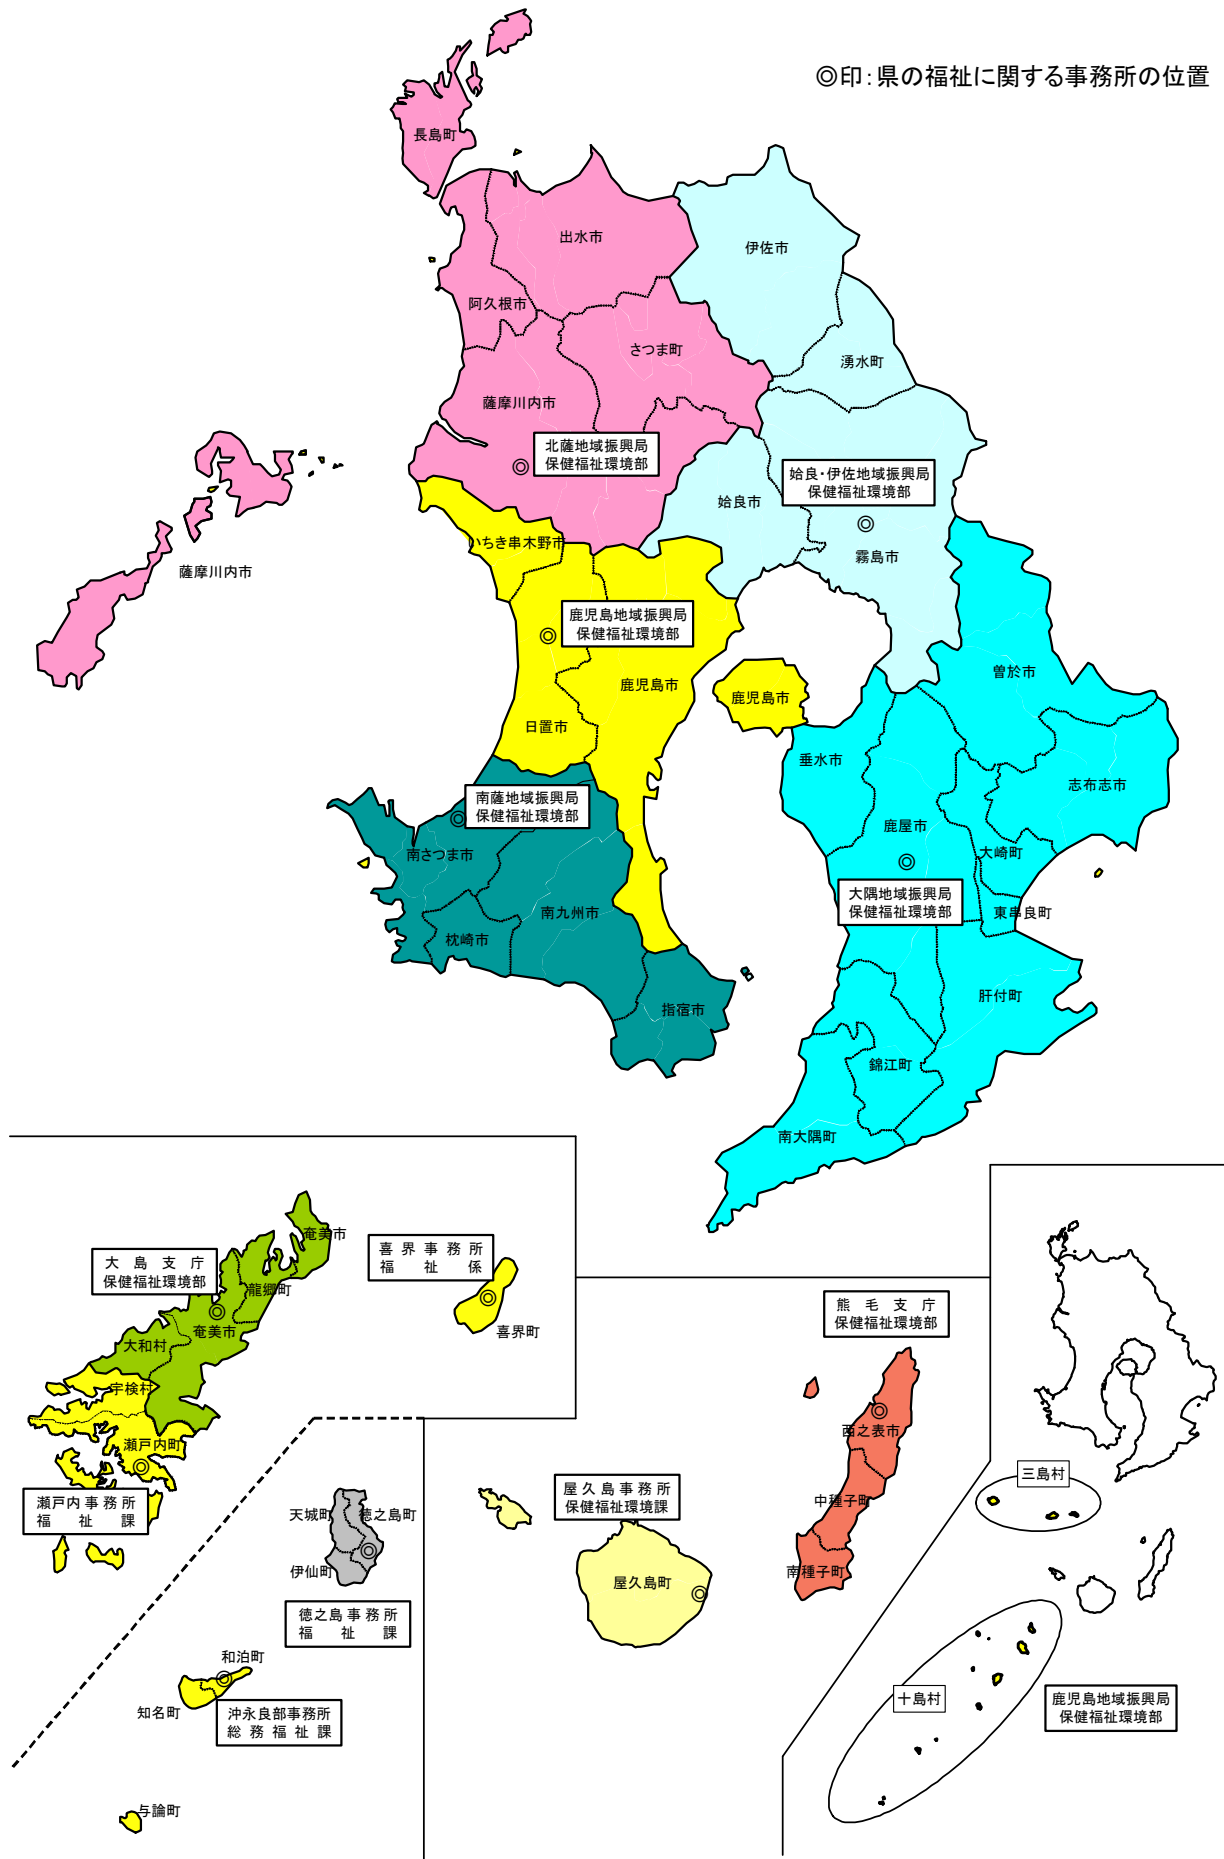 ◎印：県の福祉に関する事務所の位置
長島町
出水市
伊佐市
阿久根市
さつま町
湧水町
薩摩川内市
北薩地域振興局
保健福祉環境部
姶良・伊佐地域振興局
保健福祉環境部
姶良市
いちき串木野市
霧島市
薩摩川内市
鹿児島地域振興局
保健福祉環境部
曽於市
鹿児島市
鹿児島市
日置市
垂水市
志布志市
南薩地域振興局
保健福祉環境部
鹿屋市
南さつま市
大崎町
大隅地域振興局
保健福祉環境部
南九州市
東串良町
枕崎市
肝付町
指宿市
錦江町
南大隅町
奄美市
大島支庁
保健福祉環境部
喜界事務所
福祉係
龍郷町
奄美市
喜界町
大和村
熊毛支庁
保健福祉環境部
宇検村
西之表市
瀬戸内町
三島村
瀬戸内事務所
福祉課
屋久島事務所
保健福祉環境課
中種子町
天城町
徳之島町
伊仙町
南種子町
屋久島町
徳之島事務所
福祉課
和泊町
十島村
鹿児島地域振興局
保健福祉環境部
知名町
沖永良部事務所
総務福祉課
与論町